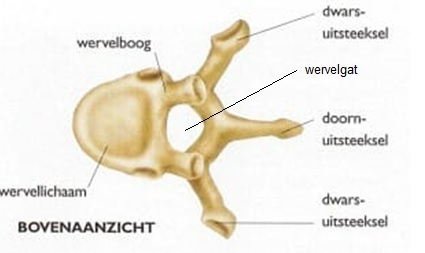 dwars-
uitsteeksel
wervelboog
wervelgat
doorn-
uitsteeksel
wervellichaam
dwars-
uitsteeksel
BOVENAANZICHT